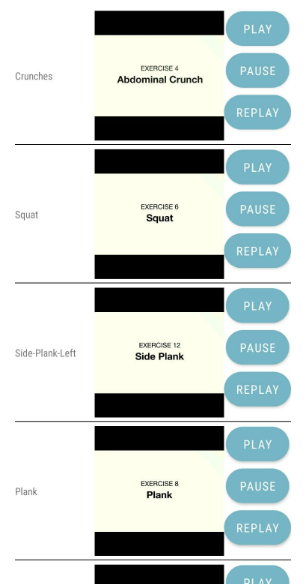 PLAY
Crunches
EXERCISE 4
Abdominal Crunch
PAUSE
REPLAY
PLAY
Squat
EXERCISE 6
Squat
PAUSE
REPLAY
PLAY
Side-Plank-Left
EXERCISE 12
Side Plank
PAUSE
REPLAY
PLAY
Plank
EXERCISE 8
Plank
PAUSE
REPLAY
PLAY